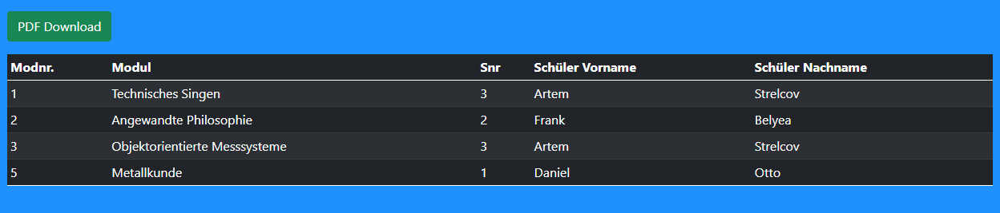 PDF Download
Modnr. Modul Snr Schüler Vorname Schüler Nachname
1 Technisches Singen 3 Artem Strelcov
2 Angewandte Philosophie 2 Frank Belyea
3 Objektorientierte Messsysteme 3 Artem Strelcov
5 Metallkunde 1 Daniel Otto